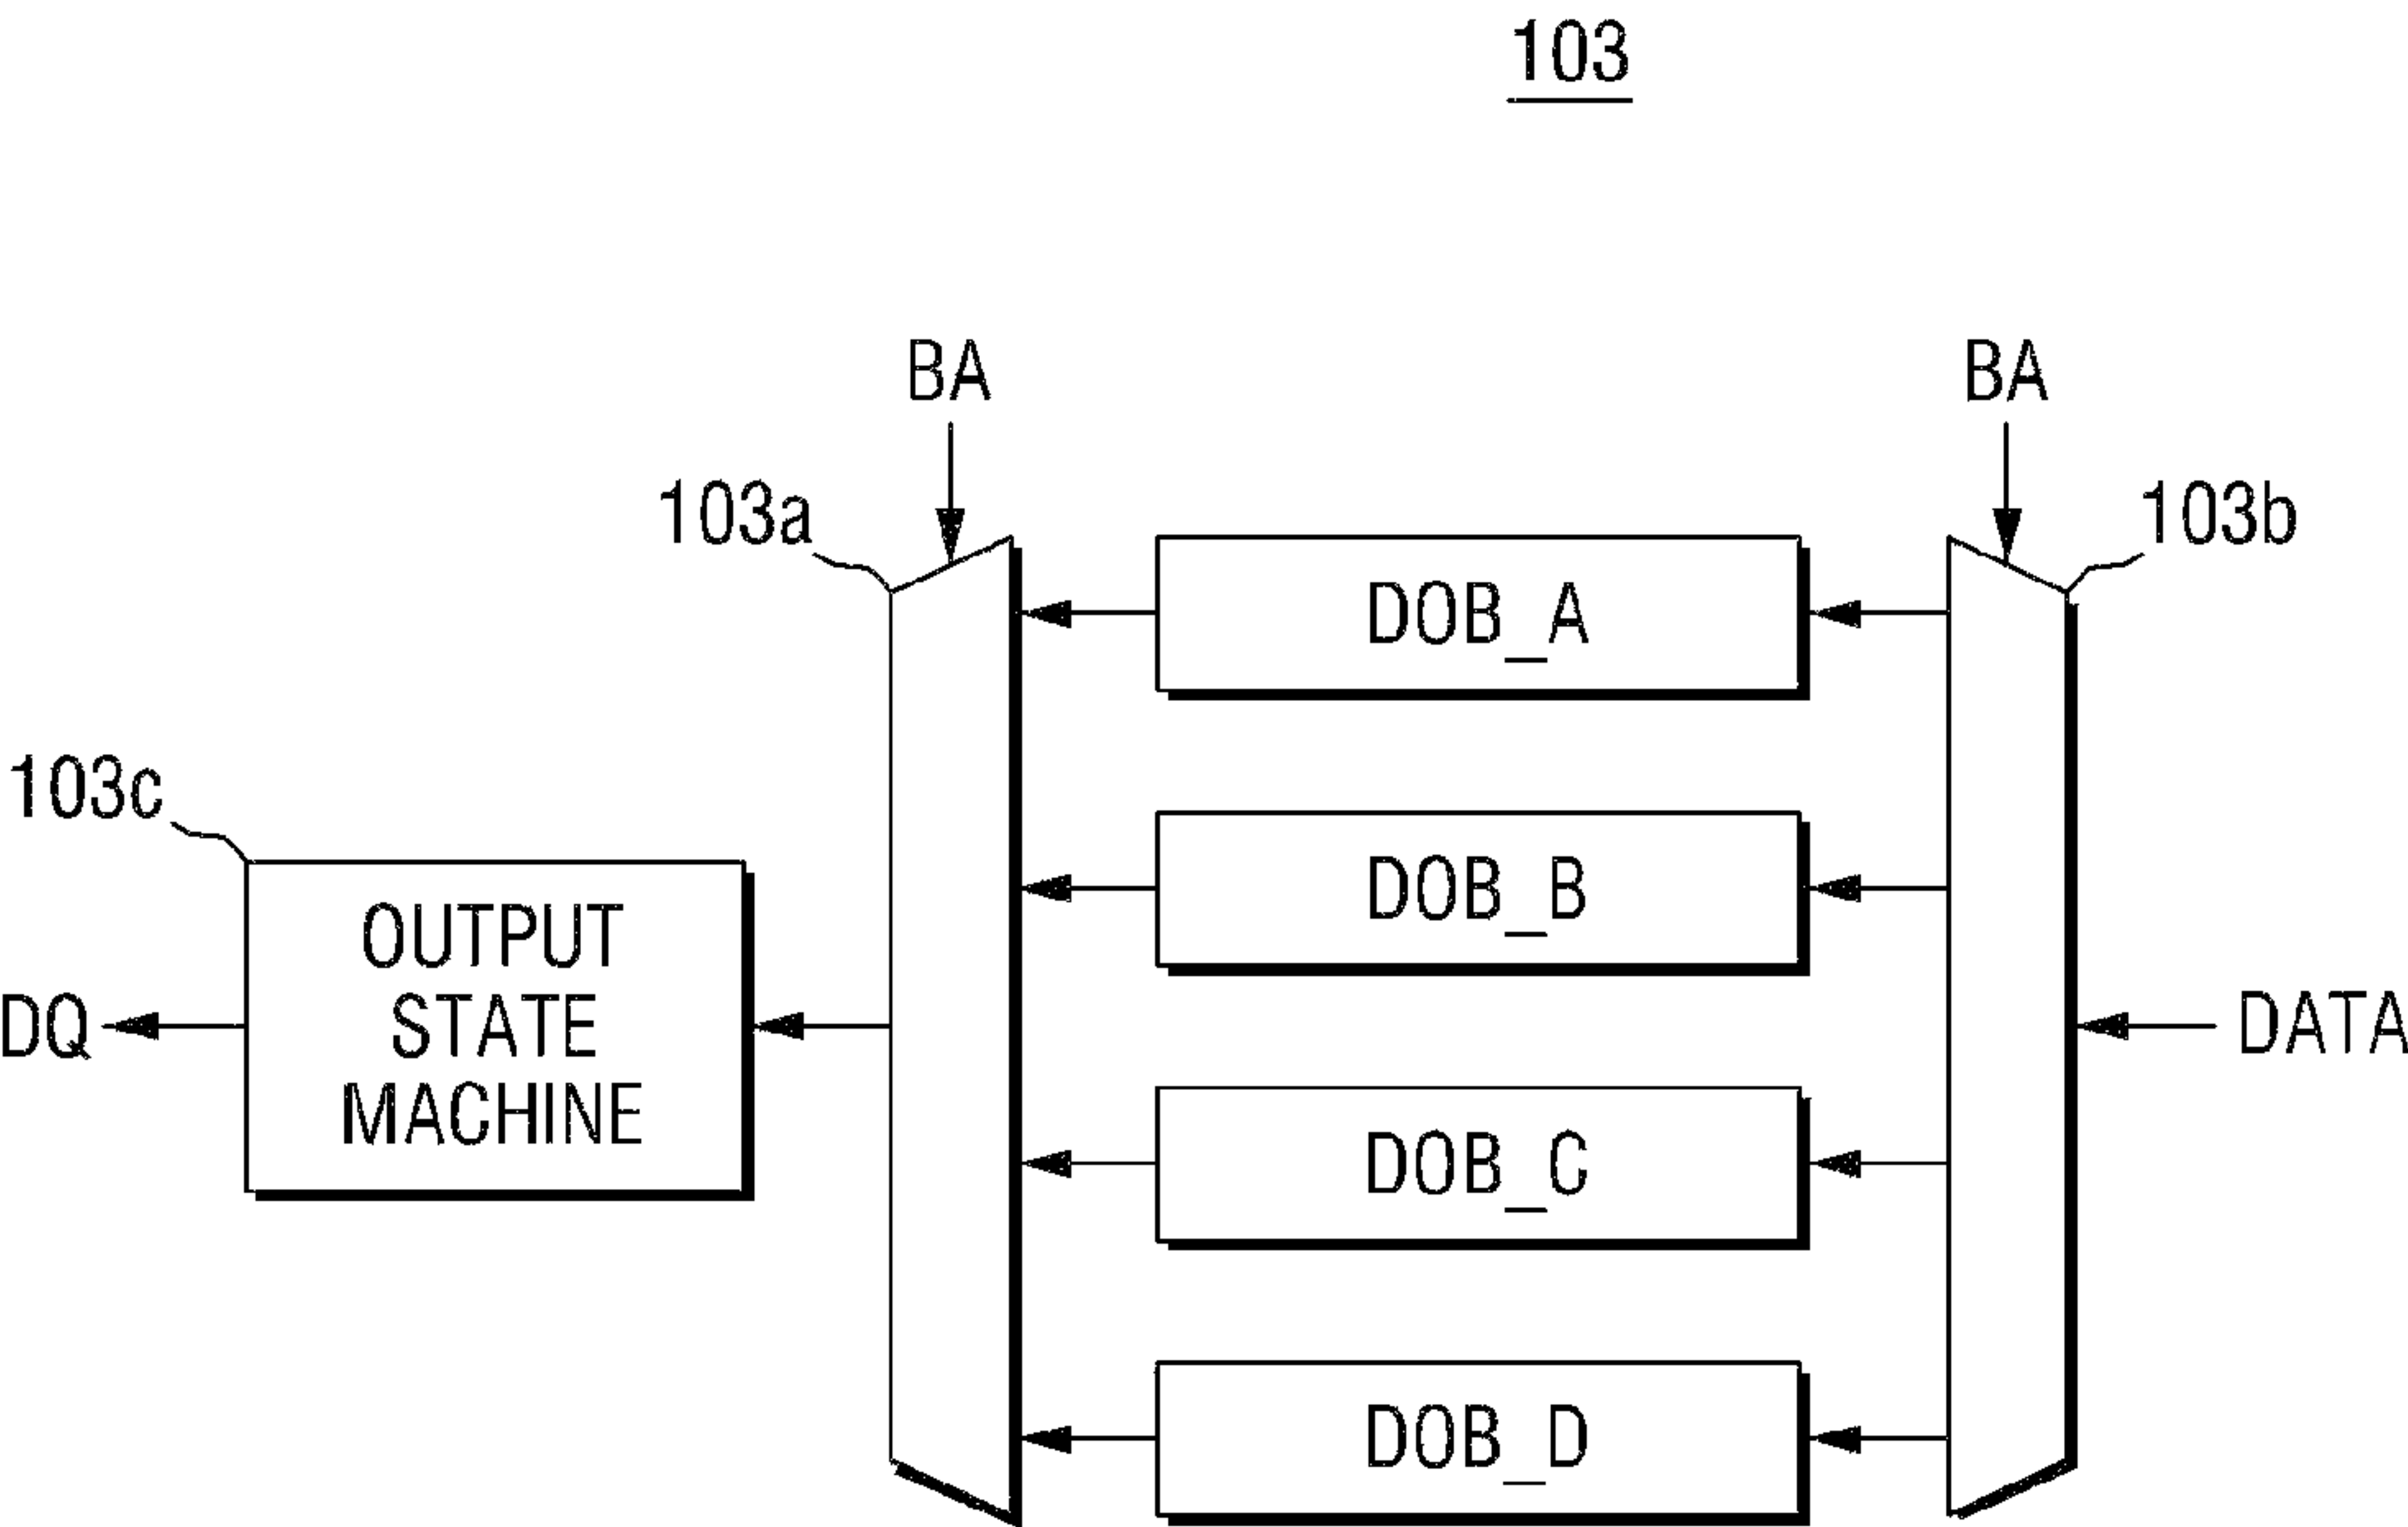 103
BA
BA
103a
103b
DOB_A
103c
DOB_B
OUTPUT
STATE
MACHINE
DQ
DATA
DOB_C
DOB_D